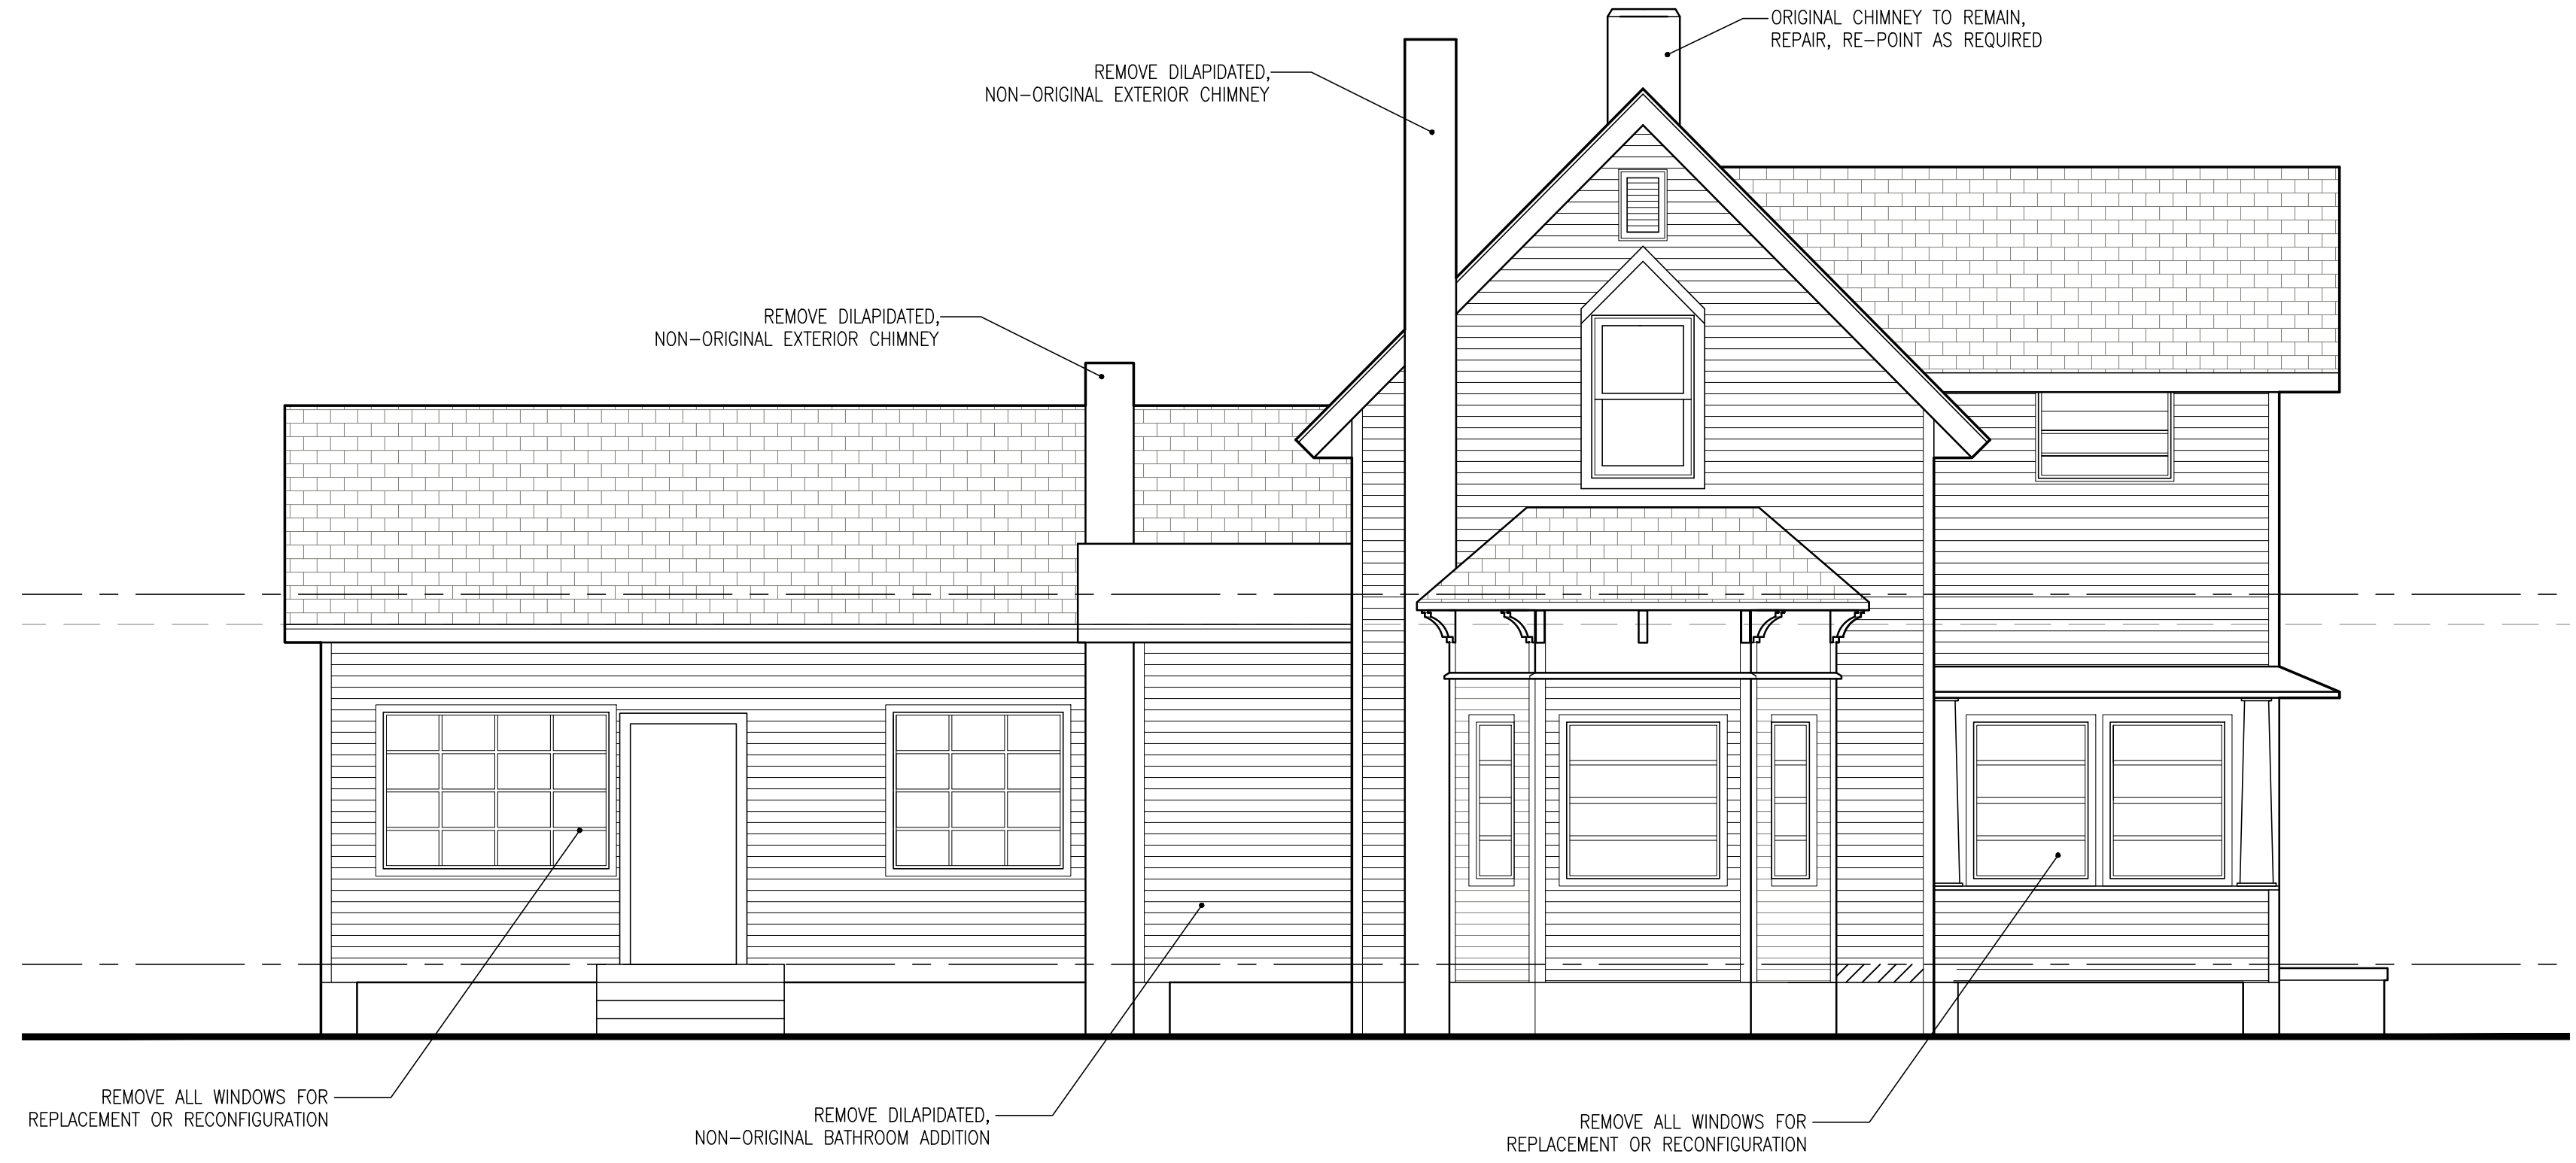 ORIGINAL CHIMNEY TO REMAIN,
REPAIR, RE-POINT AS REQUIRED
REMOVE DILAPIDATED,
NON-ORIGINAL EXTERIOR CHIMNEY
REMOVE DILAPIDATED,
NON-ORIGINAL EXTERIOR CHIMNEY
REMOVE ALL WINDOWS FOR
REPLACEMENT OR RECONFIGURATION
REMOVE DILAPIDATED,
NON-ORIGINAL BATHROOM ADDITION
REMOVE ALL WINDOWS FOR
REPLACEMENT OR RECONFIGURATION